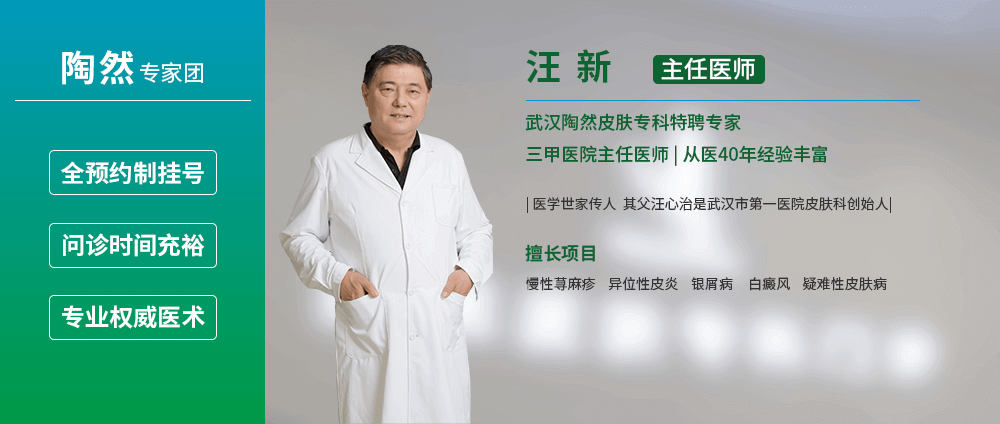 陶然 专家团
全预约制挂号
问诊时间充裕
专业权威医术
汪 新 主任医师
武汉陶然皮肤专科特聘专家
三甲医院主任医师 | 从医40年经验丰富
| 医学世家传人 其父汪心治是武汉市第一医院皮肤科创始人|
擅长项目
慢性荨麻疹 异位性皮炎 银屑病 白癜风 疑难性皮肤病